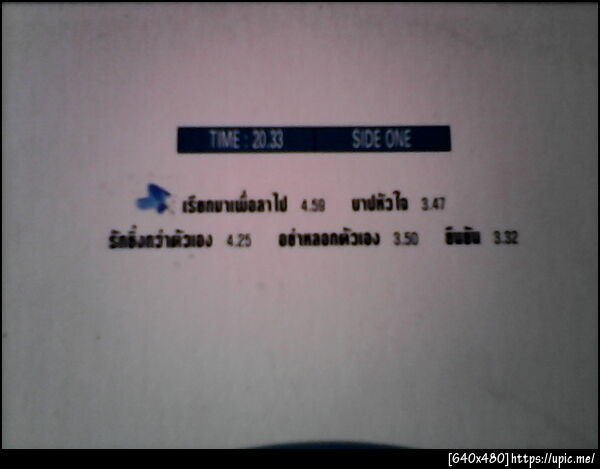 TIME : 20.33 SIDE ONE
เรียกมาเพื่อลาไป 4.59 บาปหัวใจ 3.47
รักยิ่งกว่าตัวเอง 4.25 อย่าหลอกตัวเอง 3.50 ยืนยัน 3.32
[640x480]https://upic.me/